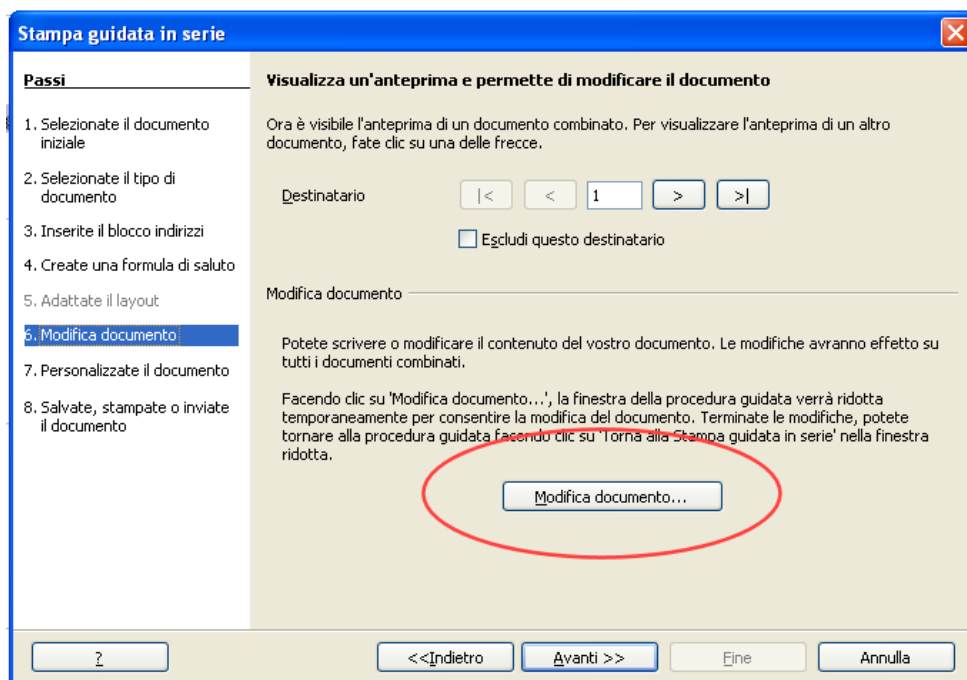 Stampa guidata in serie
Passi
1. Selezionate il documento
iniziale
2. Selezionate il tipo di
documento
3. Inserite il blocco indirizzi
4. Create una formula di saluto
5. Adattate il layout
6. Modifica documento
7. Personalizzate il documento
8. Salvate, stampate o inviate
il documento
Visualizza un'anteprima e permette di modificare il documento
Ora è visibile l'anteprima di un documento combinato. Per visualizzare l'anteprima di un altro
documento, fate clic su una delle frecce.
Destinatario |< < 1 > >|
Escludi questo destinatario
Modifica documento
Potete scrivere o modificare il contenuto del vostro documento. Le modifiche avranno effetto su
tutti i documenti combinati.
Facendo clic su 'Modifica documento...', la finestra della procedura guidata verrà ridotta
temporaneamente per consentire la modifica del documento. Terminate le modifiche, potete
tornare alla procedura guidata facendo clic su 'Torna alla Stampa guidata in serie' nella finestra
ridotta.
Modifica documento...
? <<Indietro Avanti >> Fine Annulla